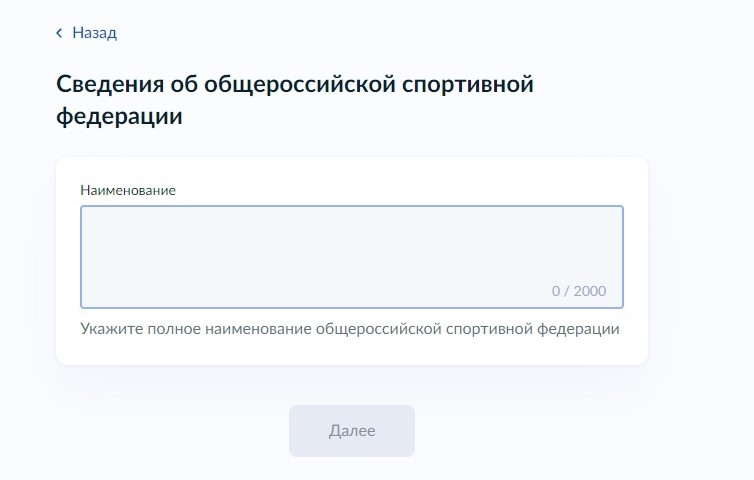 Назад
Сведения об общероссийской спортивной
федерации
Наименование
0 / 2000
Укажите полное наименование общероссийской спортивной федерации
Далее